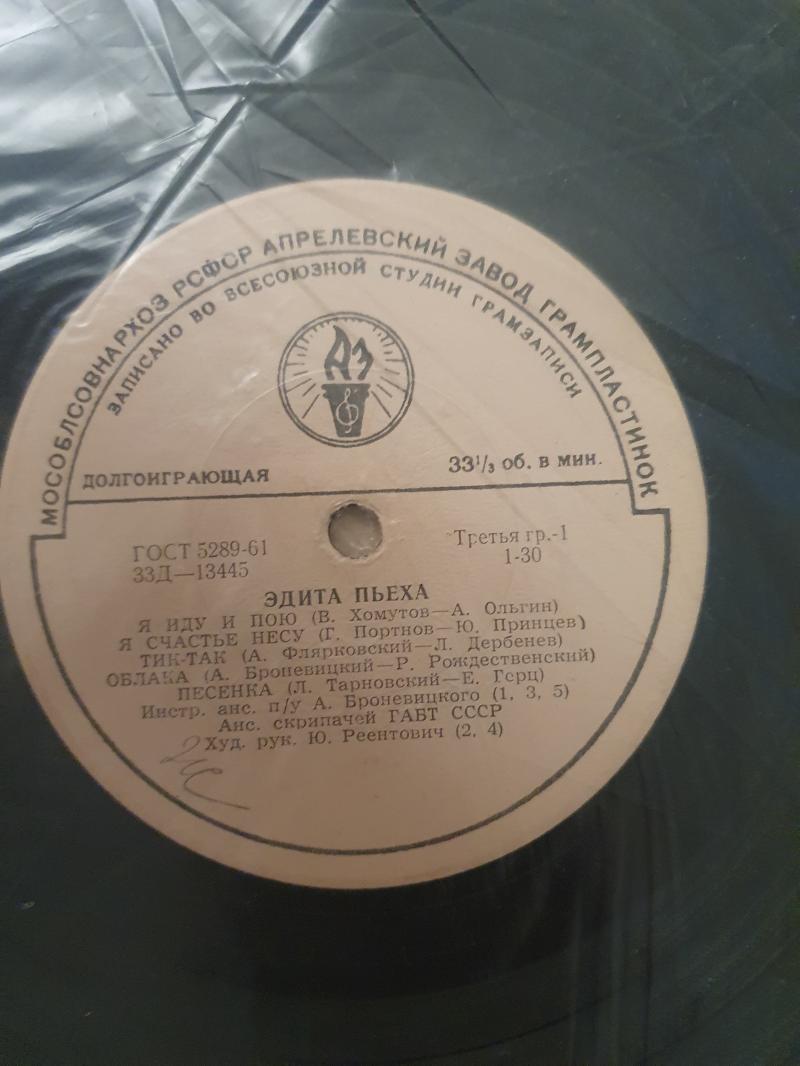 МОСОБЛСОВНАРХОЗ РСФСР АПРЕЛЕВСКИЙ ЗАВОД ГРАМПЛАСТИНОК
ЗАПИСАНО ВО ВСЕСОЮЗНОЙ СТУДИИ ГРАМЗАПИСИ
АЗ
ДОЛГОИГРАЮЩАЯ 33⅓ об. в мин.
ГОСТ 5289-61 Третья гр.-1
33Д—13445 1-30
ЭДИТА ПЬЕХА
Я ИДУ И ПОЮ (В. Хомутов—А. Ольгин)
Я СЧАСТЬЕ НЕСУ (Г. Портнов—Ю. Принцев)
ТИК-ТАК (А. Флярковский—Л. Дербенев)
ОБЛАКА (А. Броневицкий—Р. Рождественский)
ПЕСЕНКА (Л. Тарновский—Е. Герц)
Инстр. анс. п/у А. Броневицкого (1, 3, 5)
Анс. скрипачей ГАБТ СССР
Худ. рук. Ю. Реентович (2, 4)